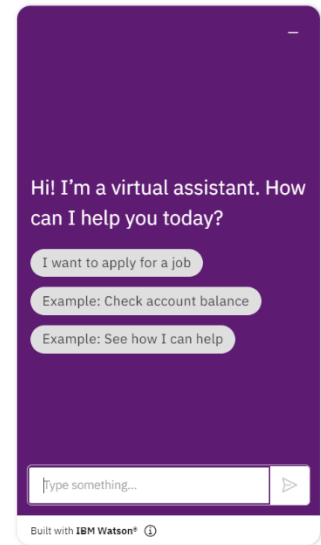 Hi! I’m a virtual assistant. How
can I help you today?
I want to apply for a job
Example: Check account balance
Example: See how I can help
Type something...
Built with IBM Watson®